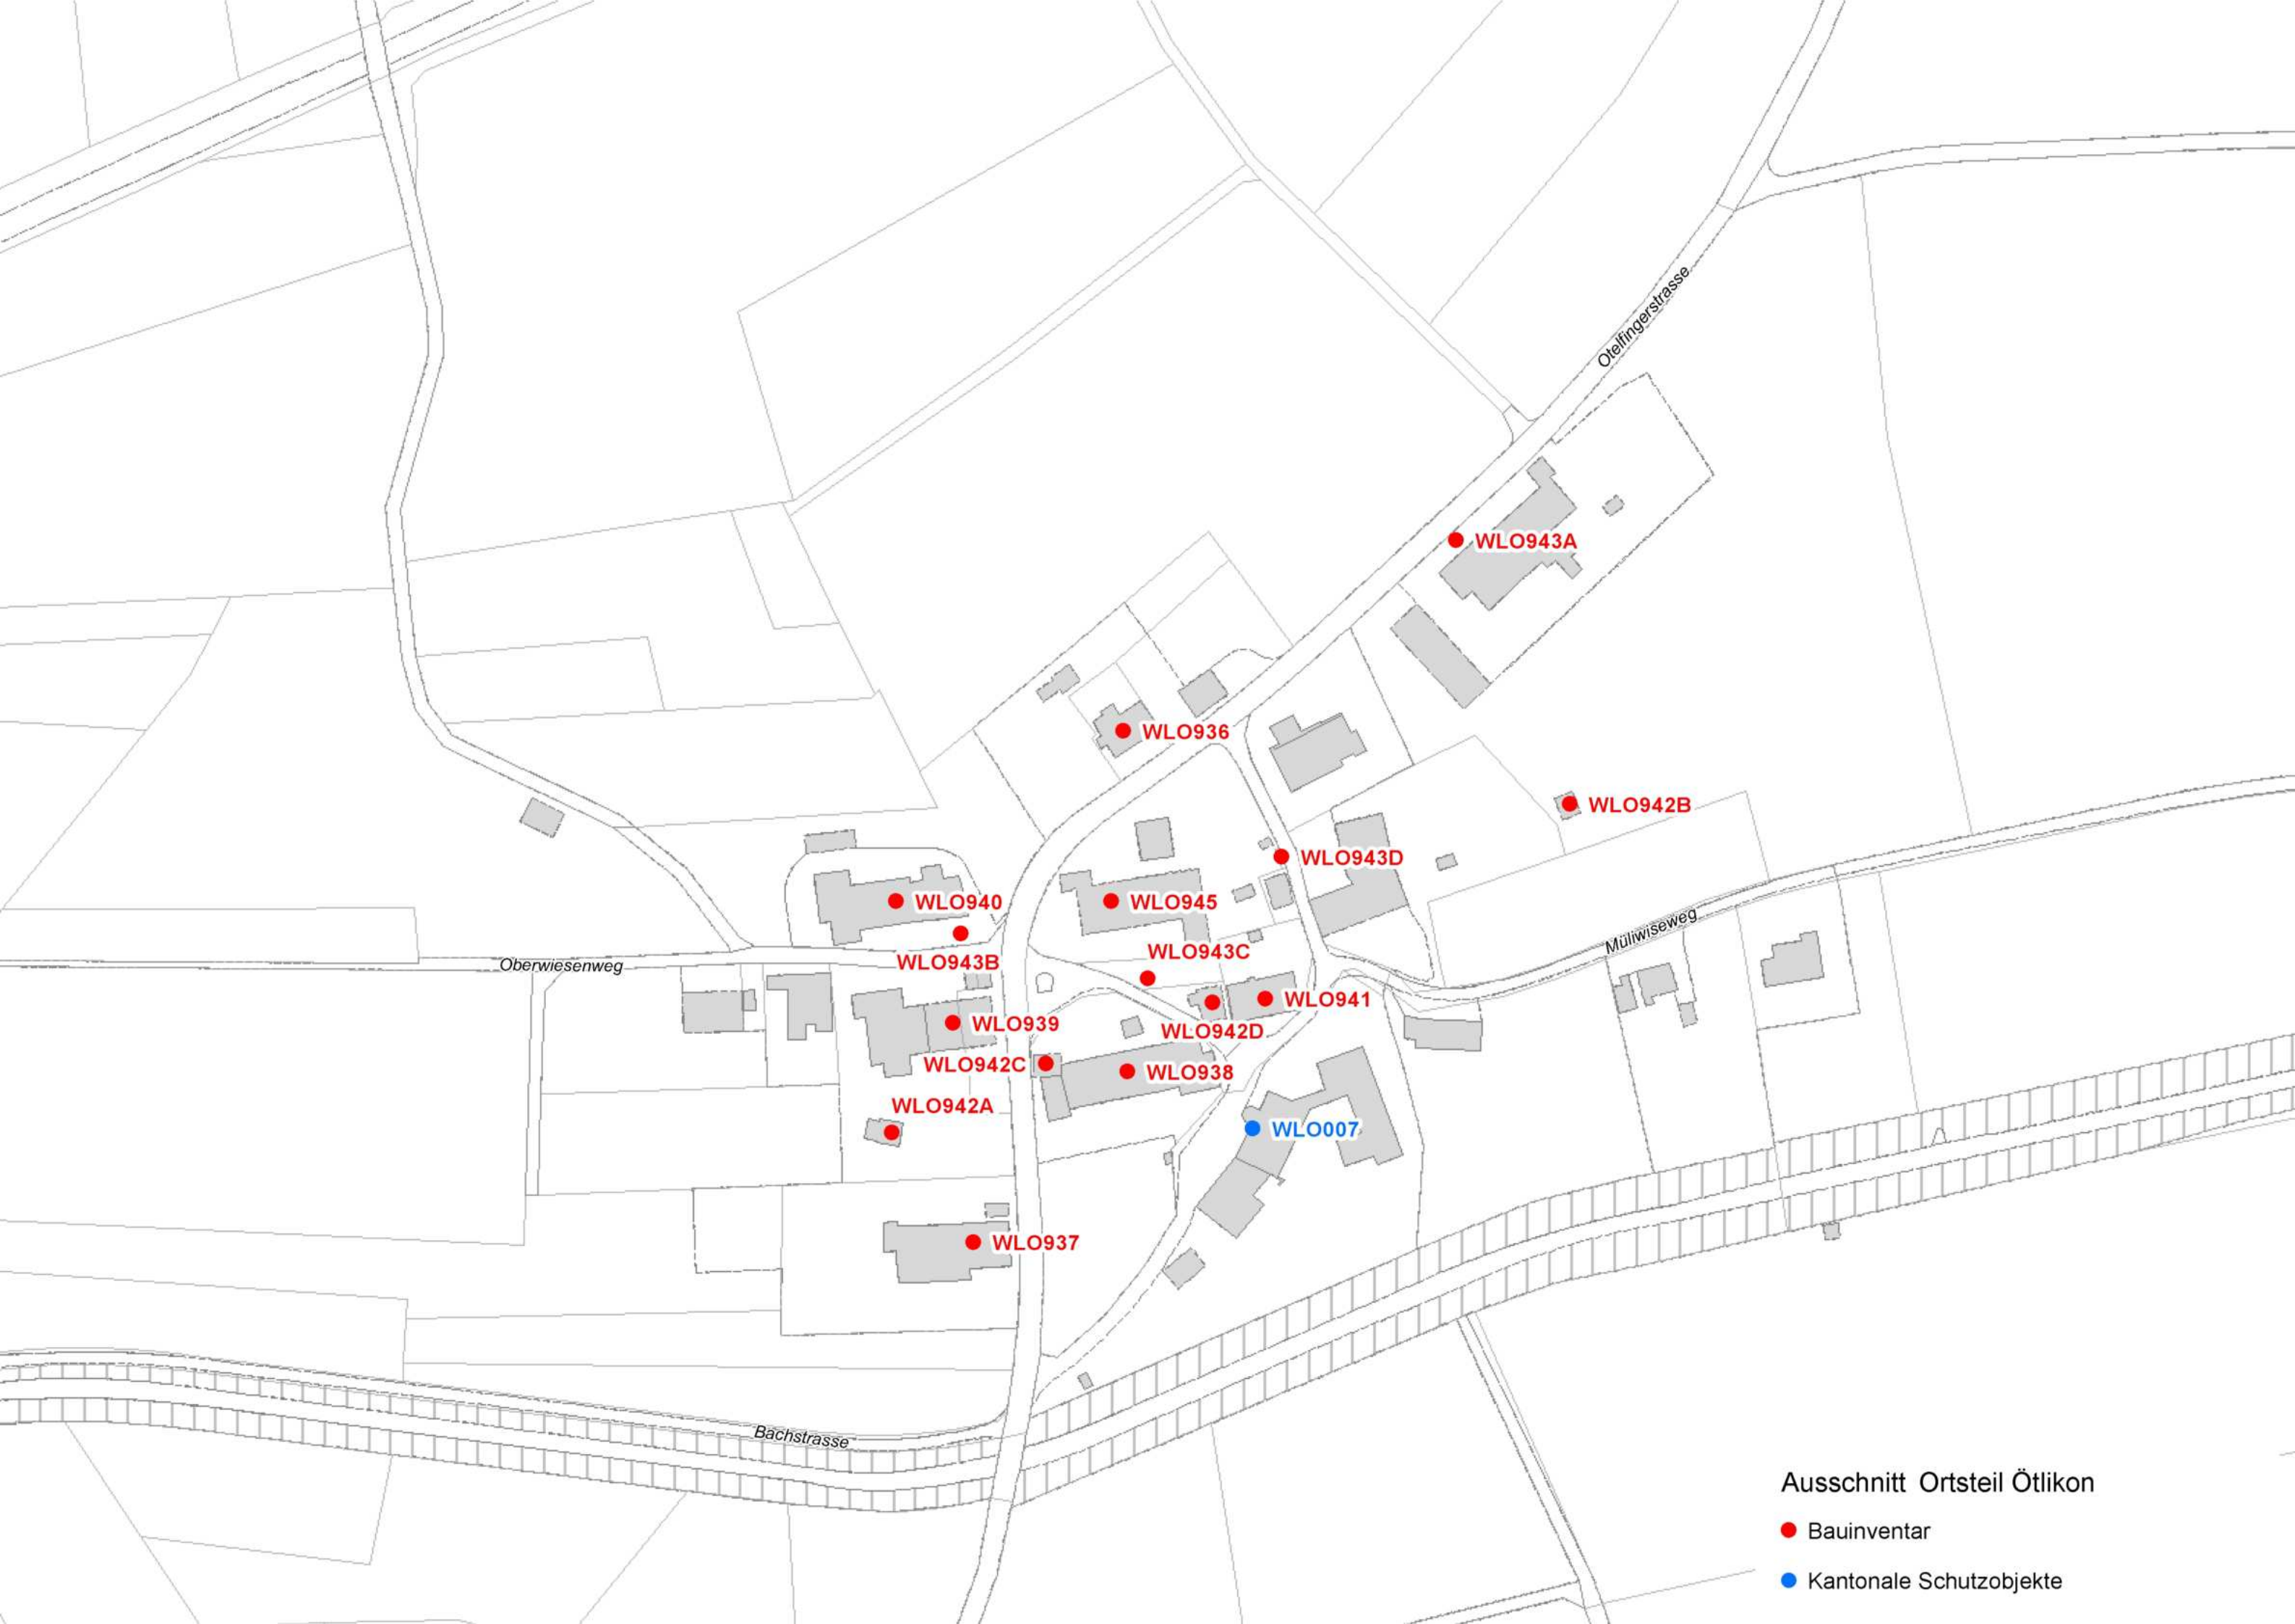 Otelfingerstrasse
WLO943A
WLO936
WLO942B
WLO943D
WLO940
WLO945
Müliwiseweg
WLO943C
WLO943B
Oberwiesenweg
WLO941
WLO939
WLO942D
WLO942C
WLO938
WLO942A
WLO007
WLO937
Bachstrasse
Ausschnitt Ortsteil Ötlikon
Bauinventar
Kantonale Schutzobjekte